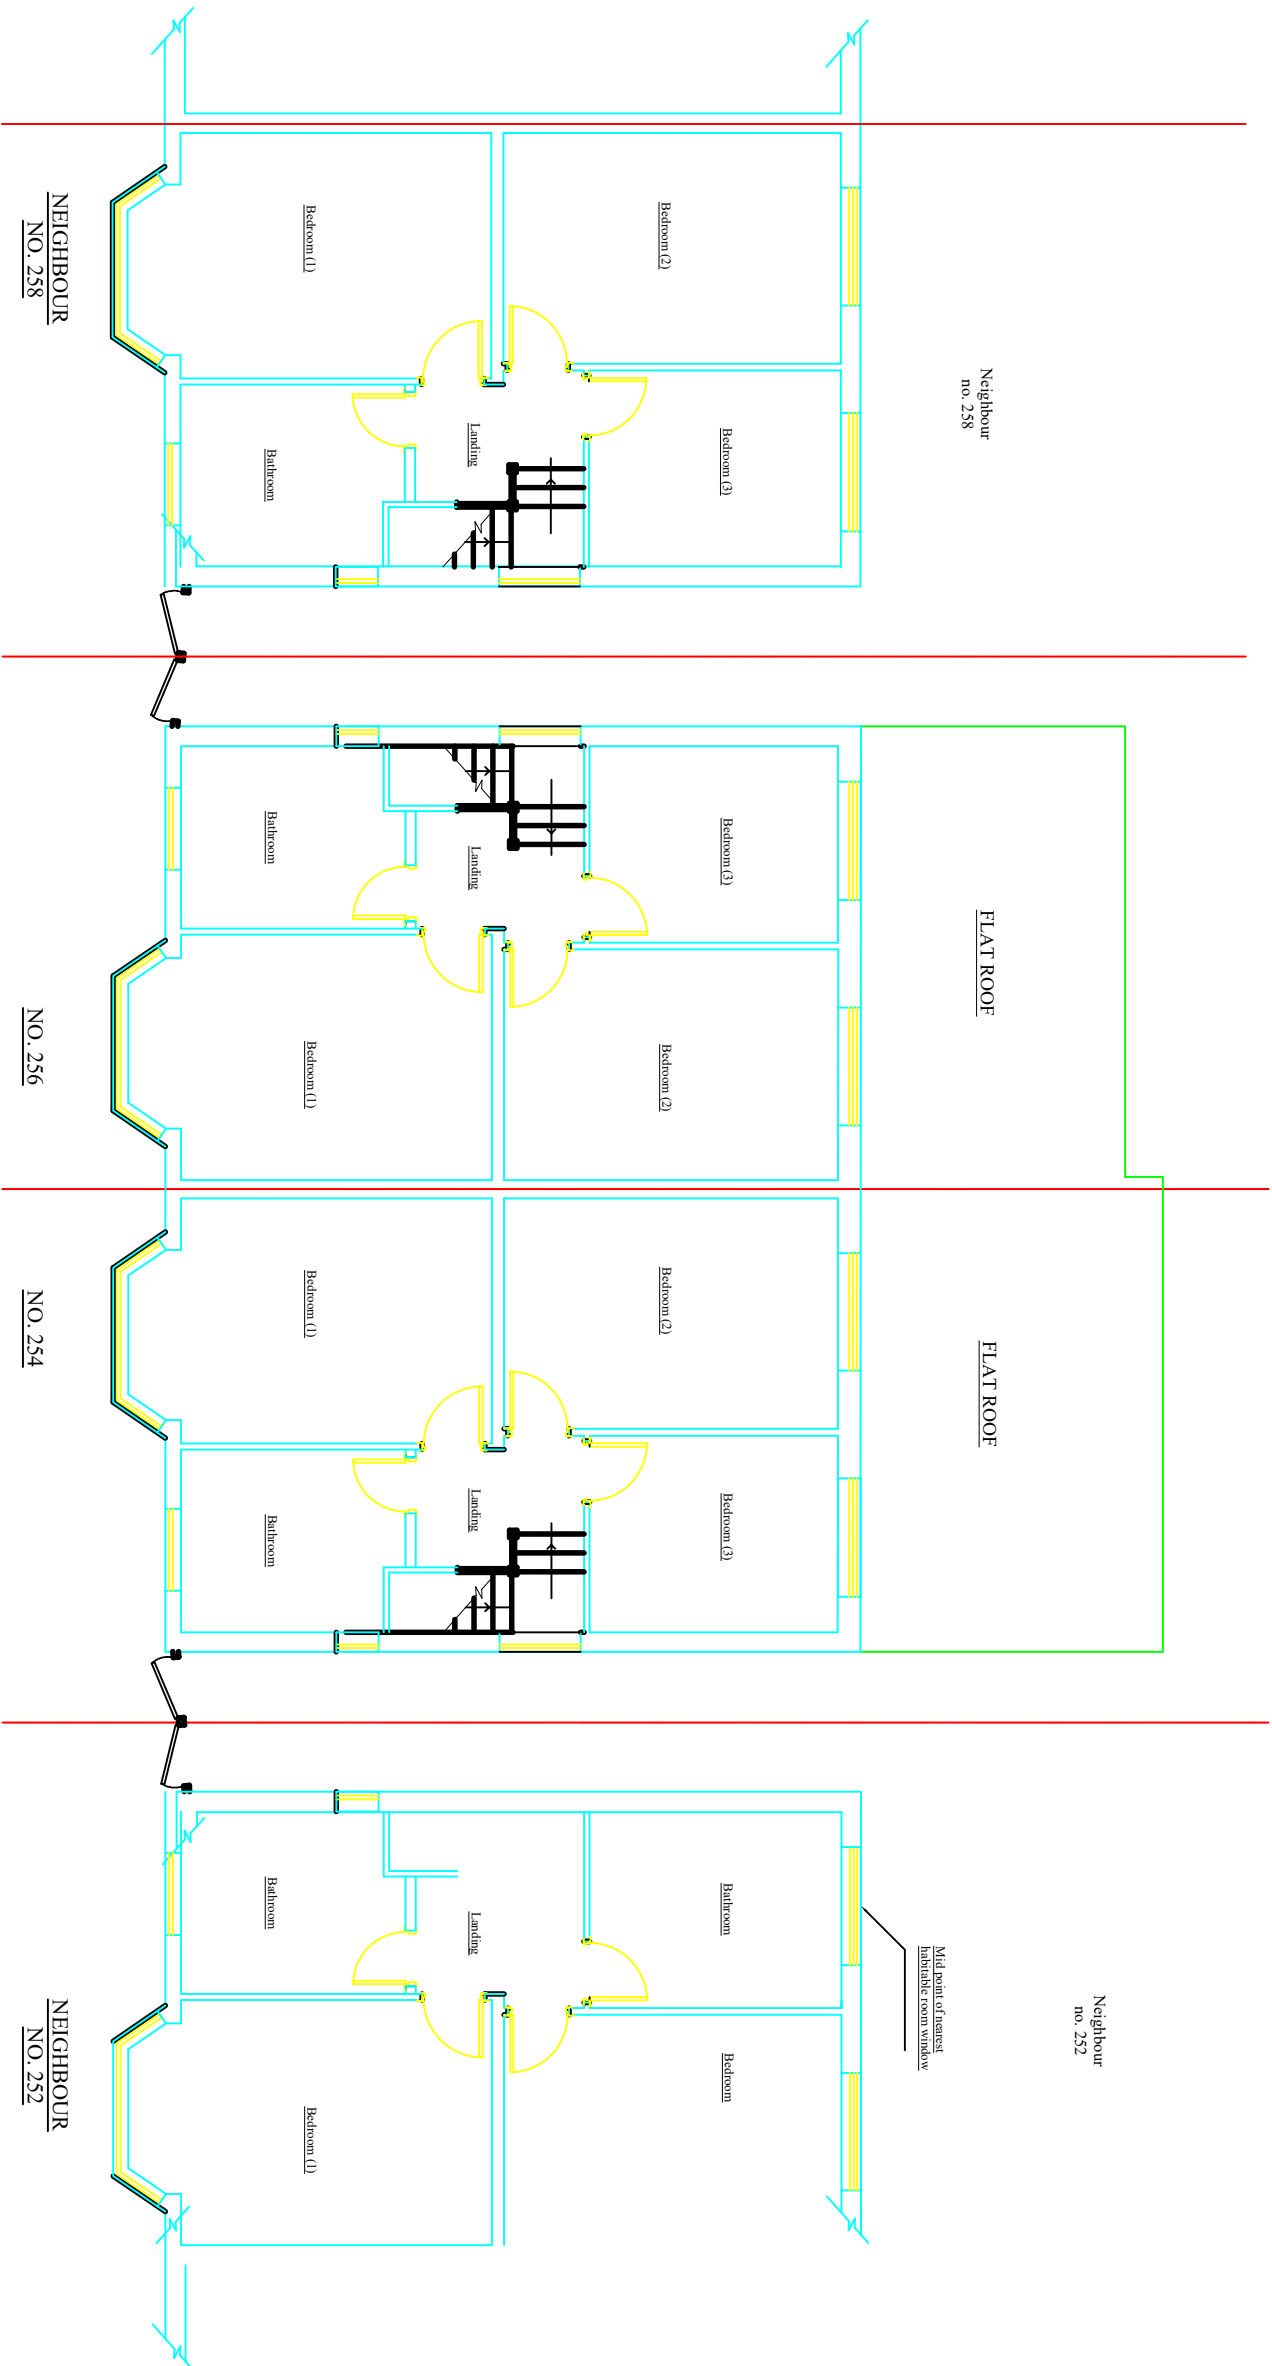 Neighbour
no. 258
Bedroom (2)
Bedroom (3)
Bedroom (1)
Landing
Bathroom
NEIGHBOUR
NO. 258
FLAT ROOF
Bedroom (3)
Bedroom (2)
Landing
Bathroom
Bedroom (1)
NO. 256
FLAT ROOF
Bedroom (2)
Bedroom (3)
Bedroom (1)
Landing
Bathroom
NO. 254
Neighbour
no. 252
Mid point of nearest
habitable room window
Bathroom
Bedroom
Landing
Bathroom
Bedroom (1)
NEIGHBOUR
NO. 252